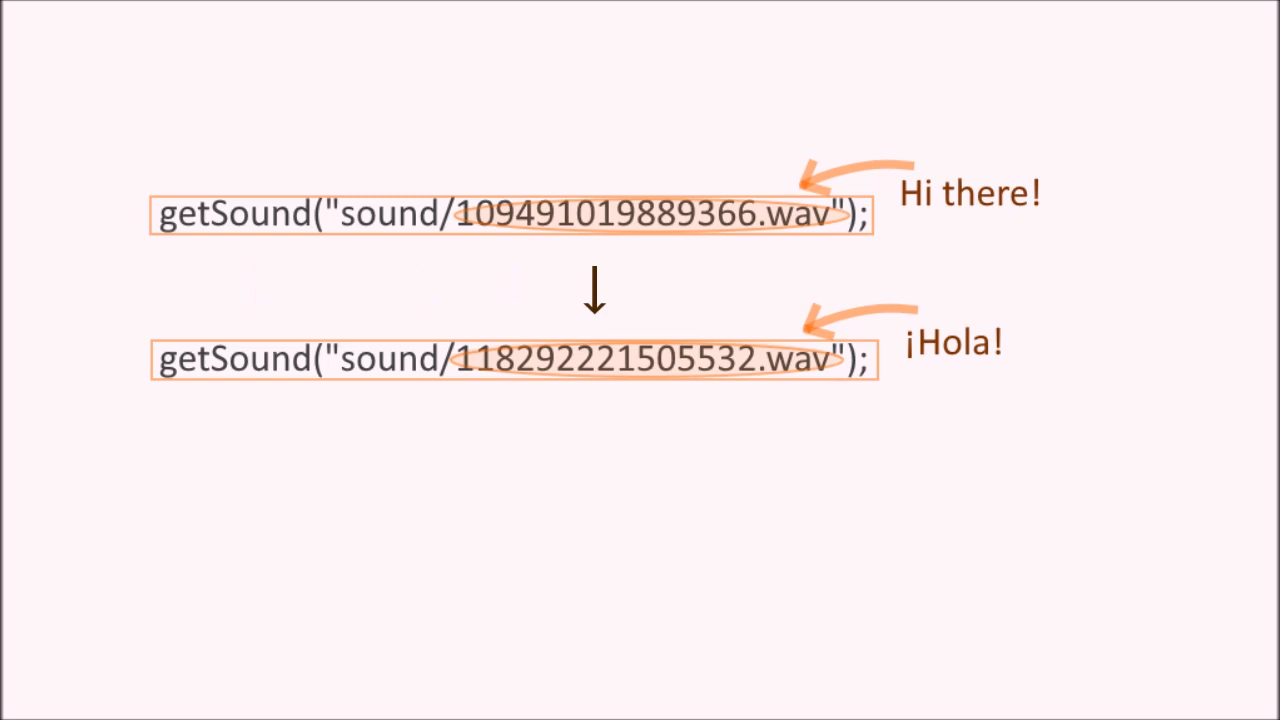 Hi there!
getSound("sound/109491019889366.wav");
↓
¡Hola!
getSound("sound/118292221505532.wav");